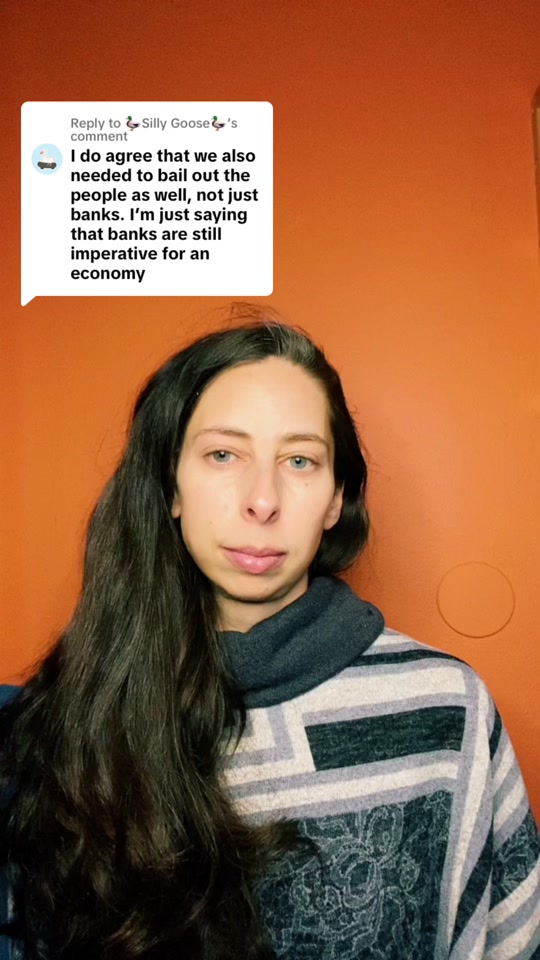 Reply to 🦆Silly Goose🦆's
comment
I do agree that we also
needed to bail out the
people as well, not just
banks. I'm just saying
that banks are still
imperative for an
economy